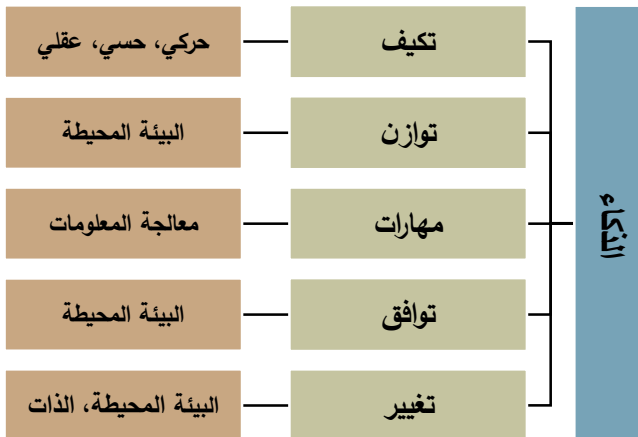 الذكاء
تكيف
حركي، حسي، عقلي
توازن
البيئة المحيطة
مهارات
معالجة المعلومات
توافق
البيئة المحيطة
تغيير
البيئة المحيطة، الذات